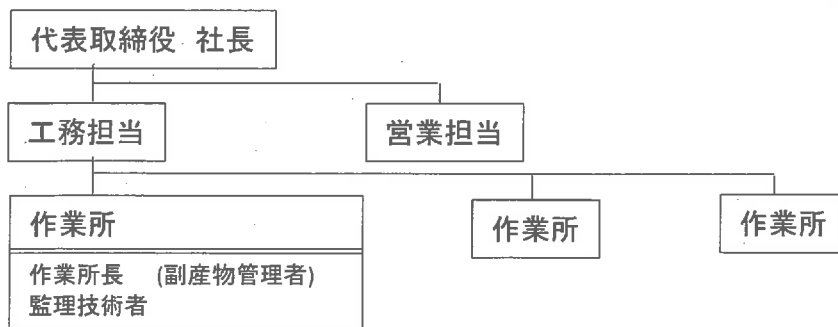 代表取締役 社長
工務担当
営業担当
作業所
作業所
作業所
作業所長 (副産物管理者)
監理技術者